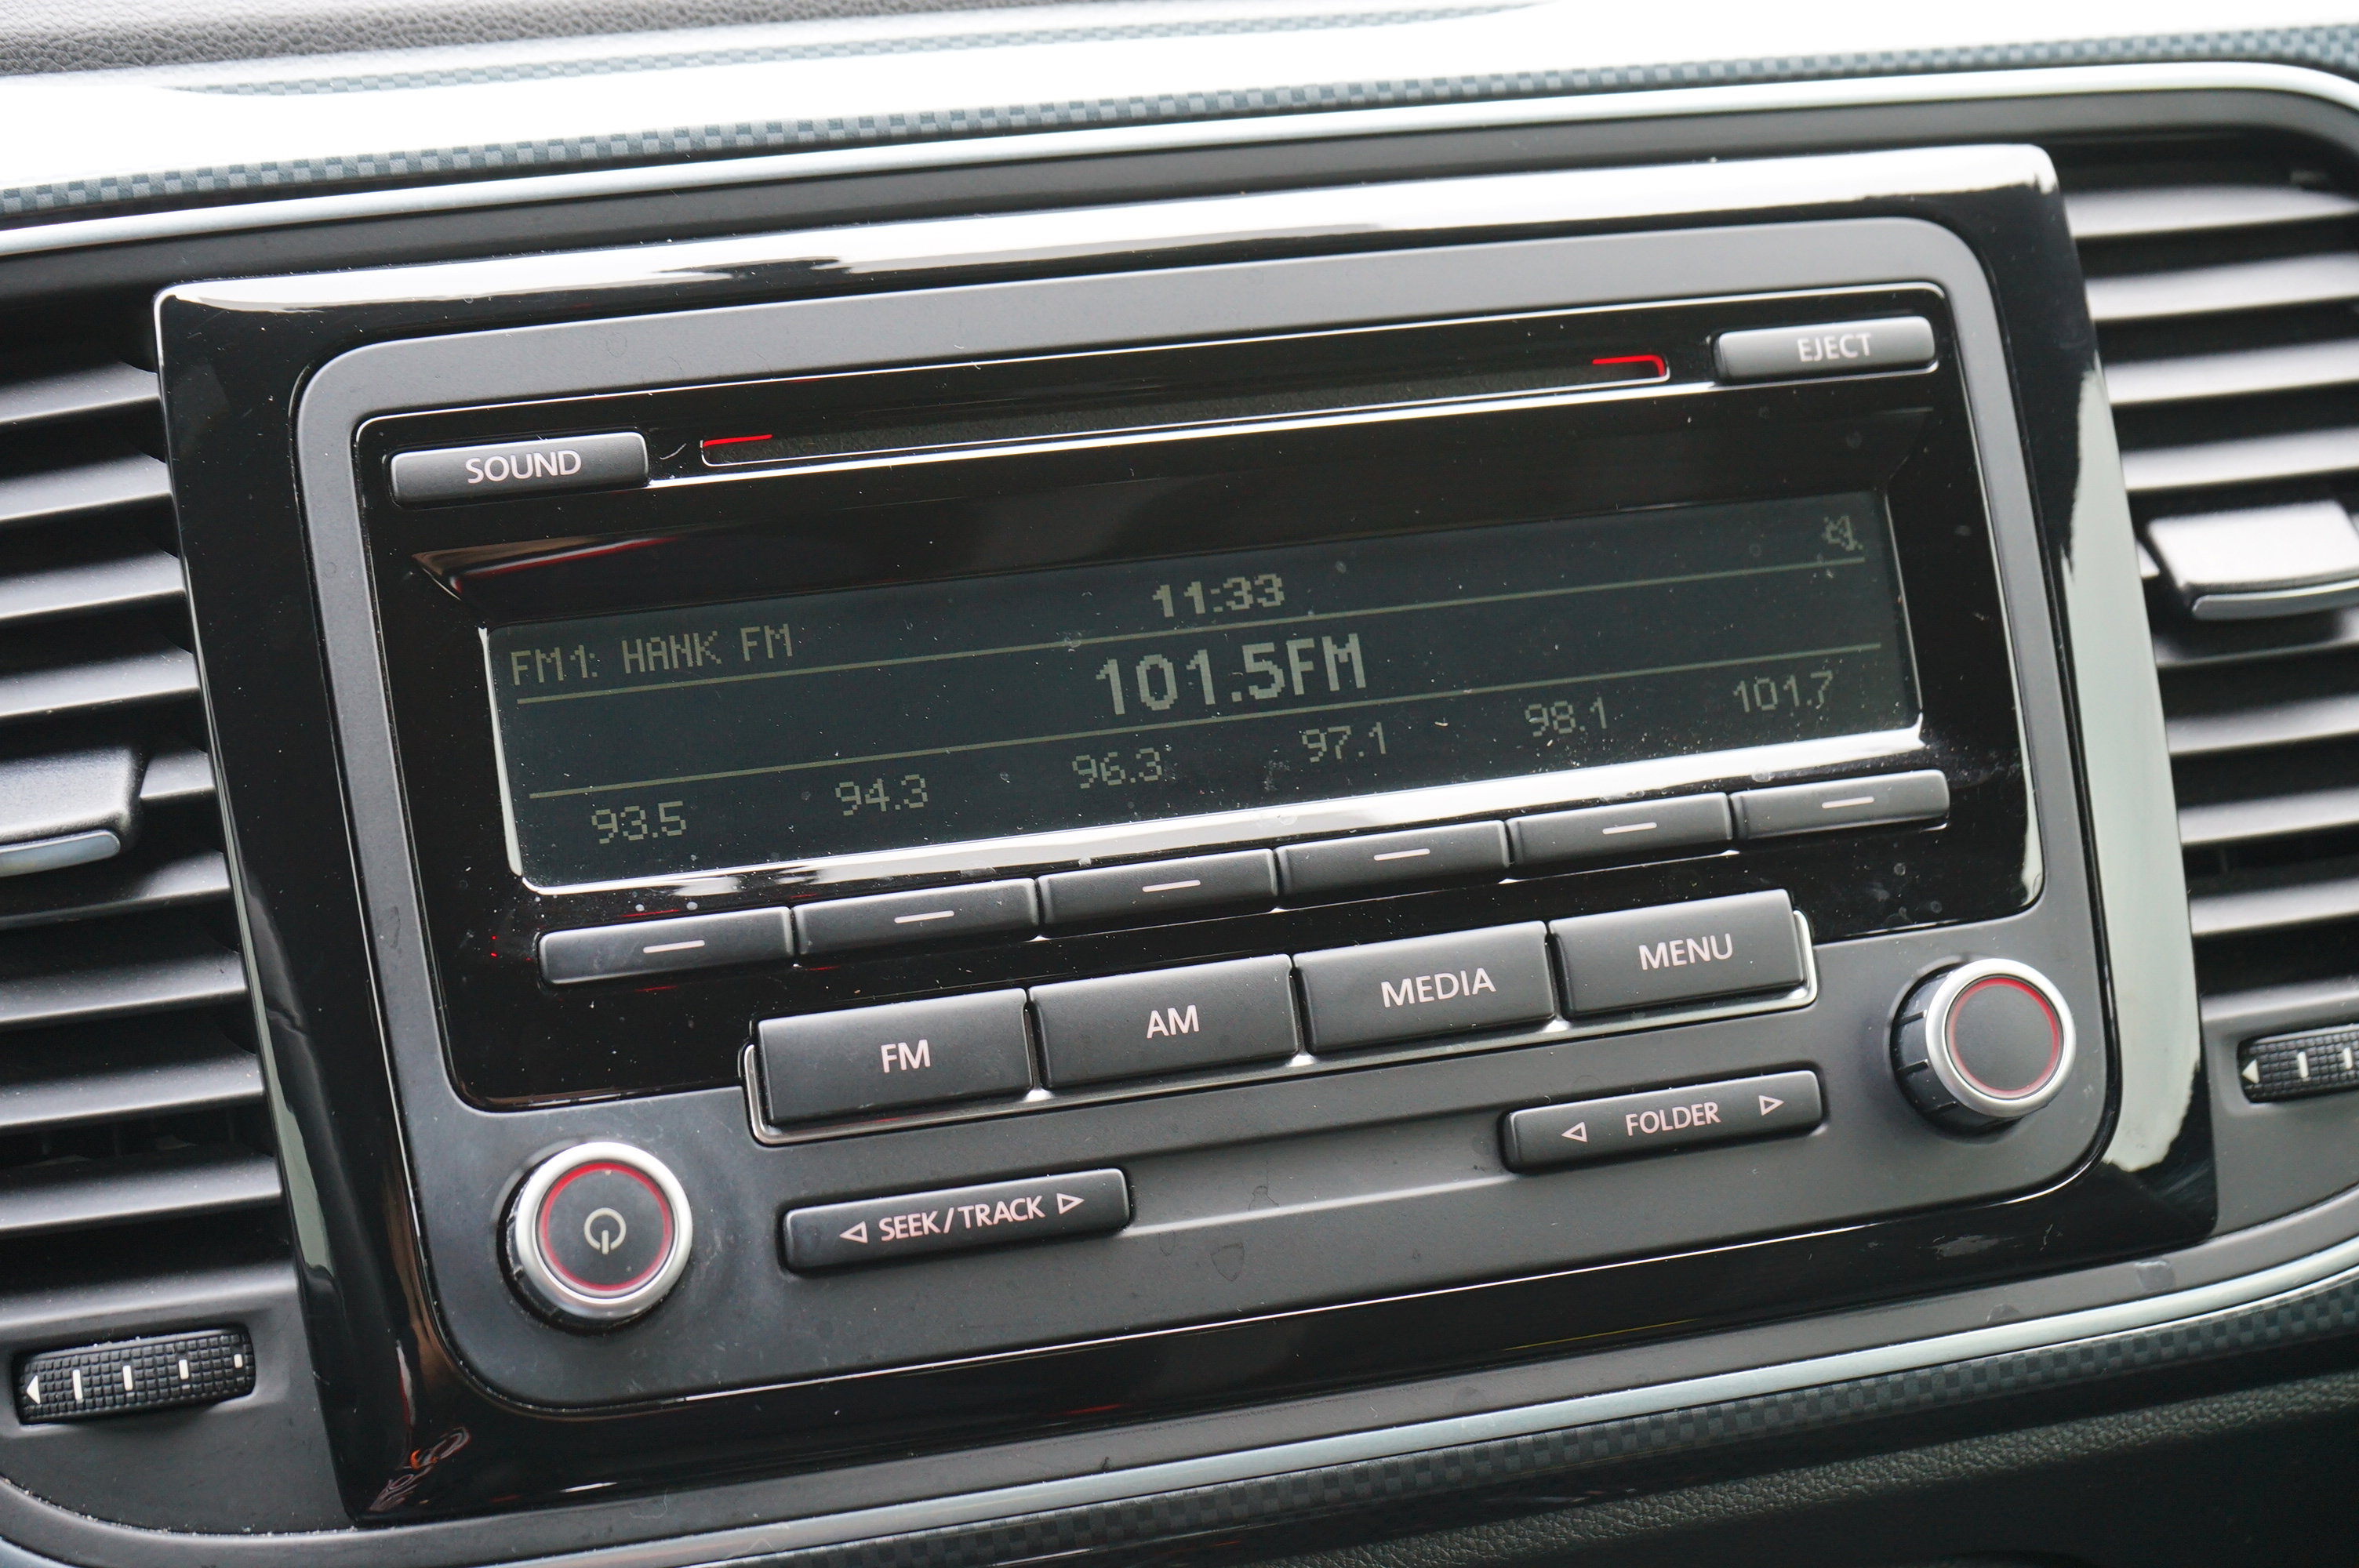 EJECT
SOUND
11:33
FM1: HANK FM
101.5FM
93.5 94.3 96.3 97.1 98.1 101.7
FM AM MEDIA MENU
FOLDER
SEEK/TRACK